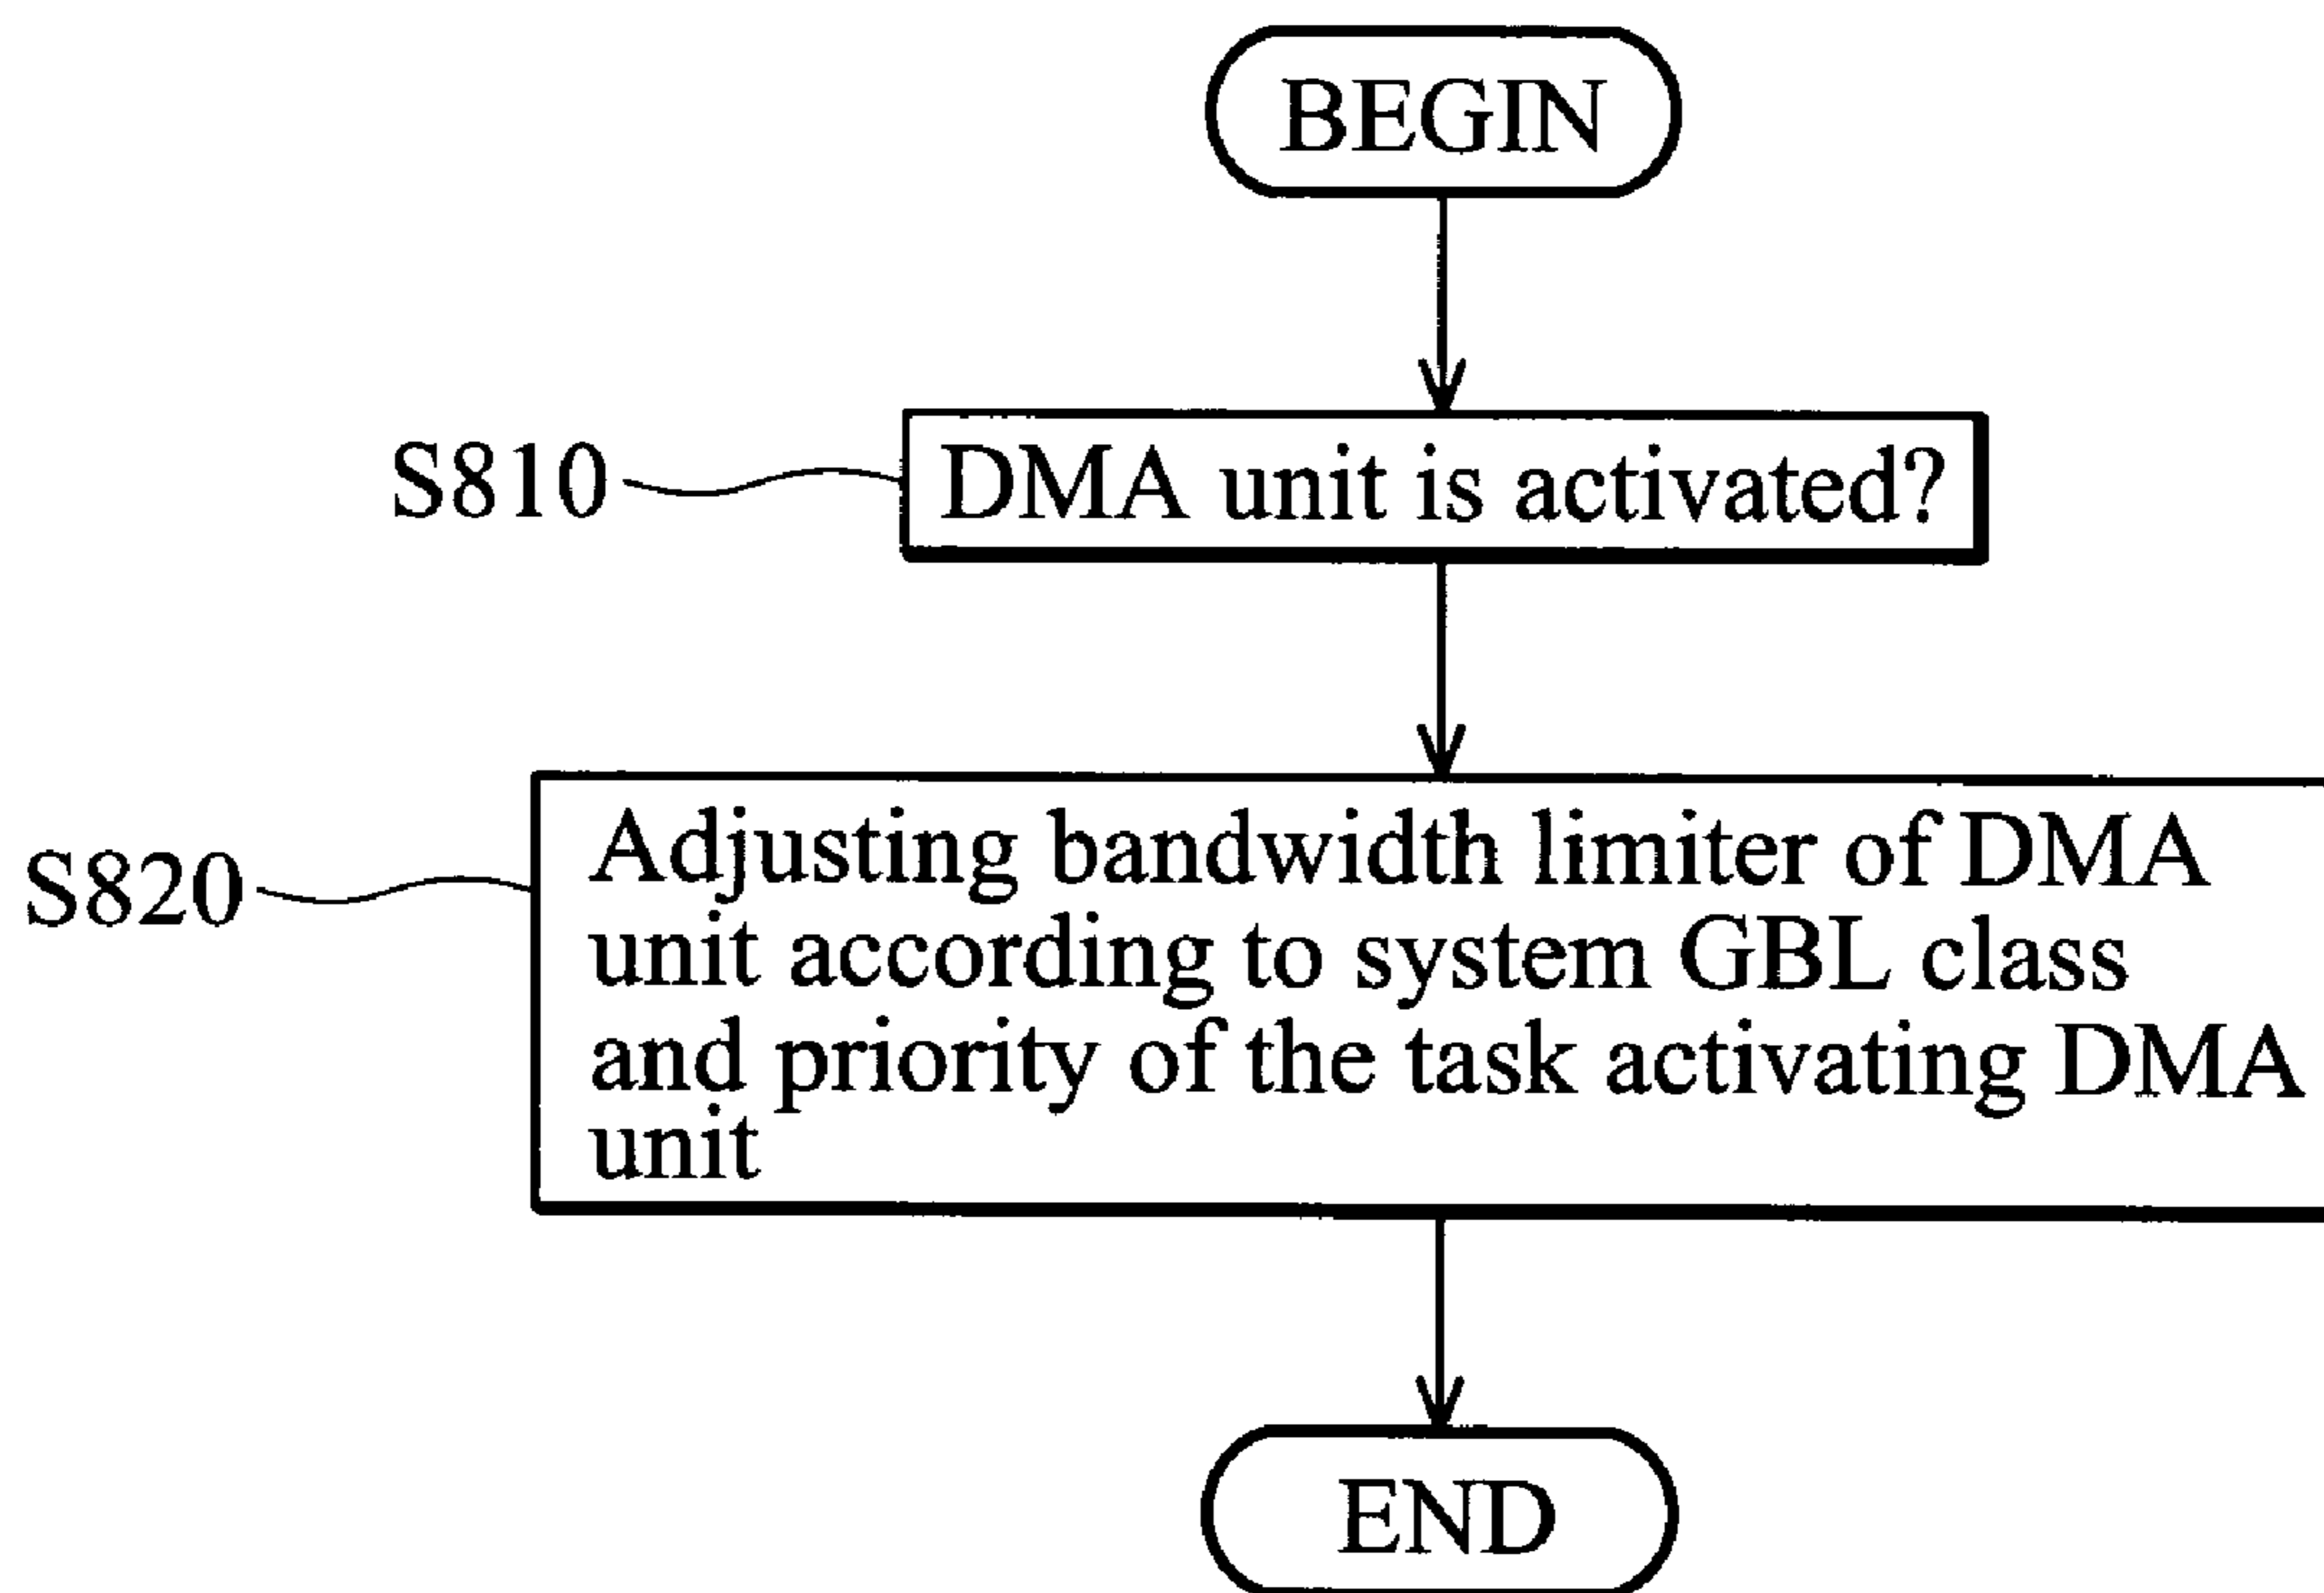 BEGIN
S810
DMA unit is activated?
S820
Adjusting bandwidth limiter of DMA
unit according to system GBL class
and priority of the task activating DMA
unit
END